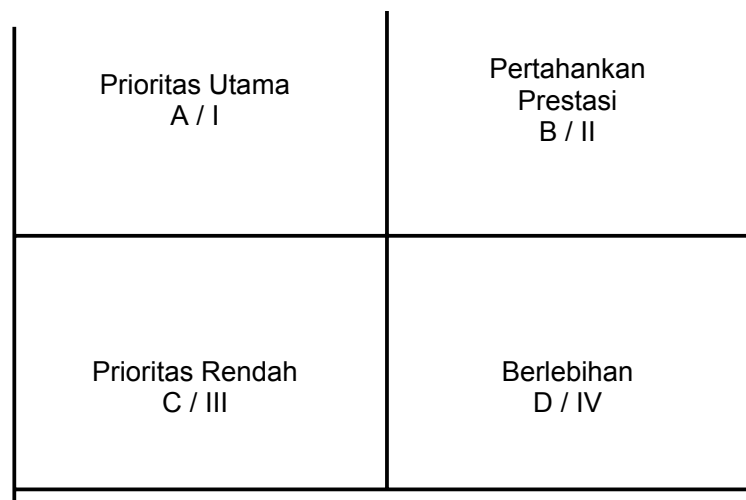 Prioritas Utama
A / I
Pertahankan
Prestasi
B / II
Prioritas Rendah
C / III
Berlebihan
D / IV